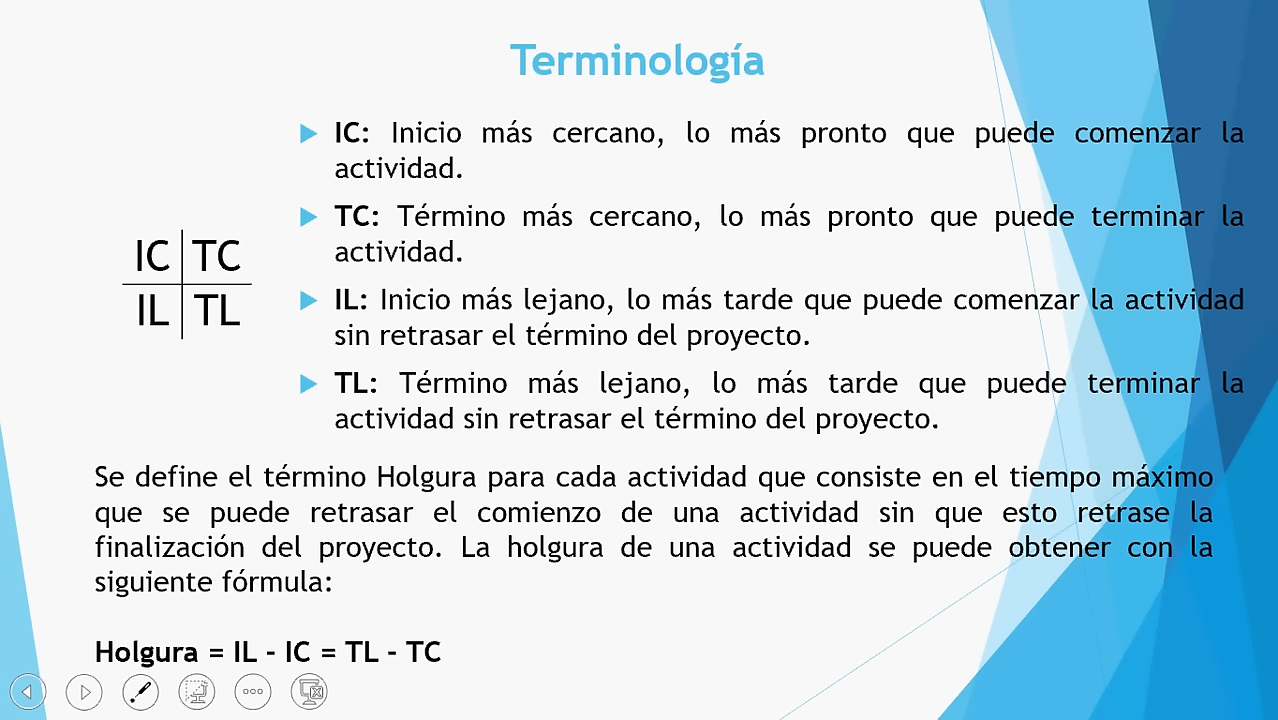 Terminología
IC: Inicio más cercano, lo más pronto que puede comenzar la
actividad.
TC: Término más cercano, lo más pronto que puede terminar la
actividad.
IC TC
IL TL
IL: Inicio más lejano, lo más tarde que puede comenzar la actividad
sin retrasar el término del proyecto.
TL: Término más lejano, lo más tarde que puede terminar la
actividad sin retrasar el término del proyecto.
Se define el término Holgura para cada actividad que consiste en el tiempo máximo
que se puede retrasar el comienzo de una actividad sin que esto retrase la
finalización del proyecto. La holgura de una actividad se puede obtener con la
siguiente fórmula:
Holgura = IL - IC = TL - TC